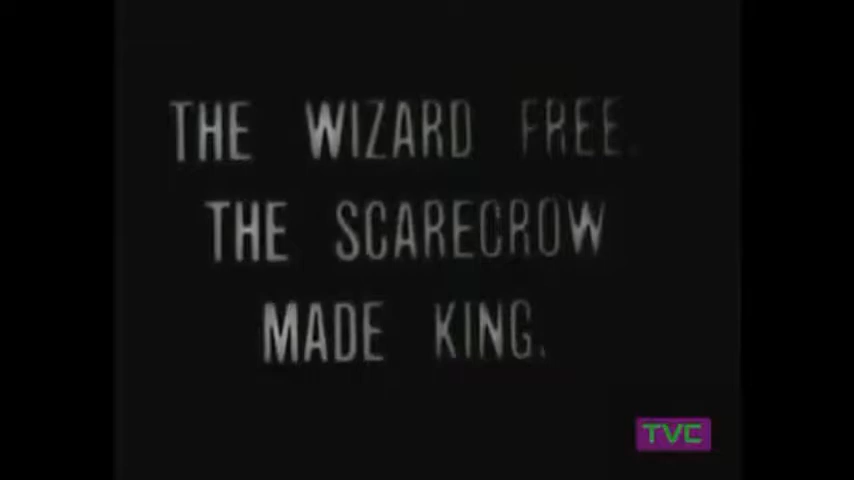 THE WIZARD FREE.
THE SCARECROW
MADE KING.
TVC